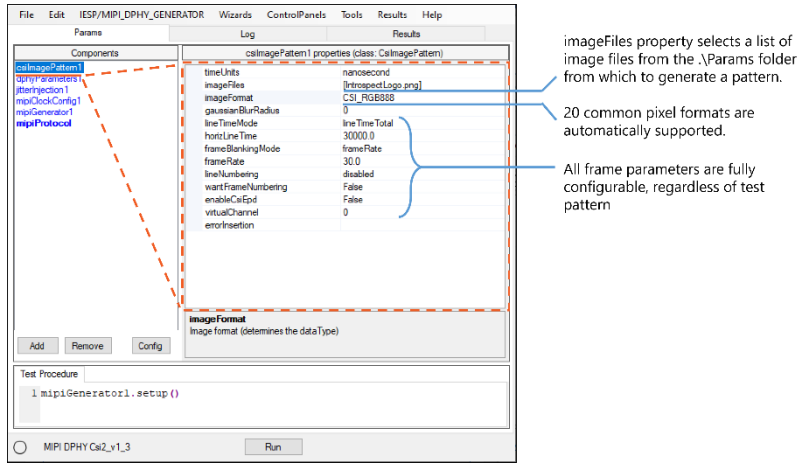 File Edit IESP/MIPI_DPHY_GENERATOR Wizards ControlPanels Tools Results Help
Params Log Results
Components
csiImagePattern1
dphyParameters1
jitterInjection1
mipiClockConfig1
mipiGenerator1
mipiProtocol
Add Remove Config
csiImagePattern1 properties (class: CsiImagePattern)
timeUnits nanosecond
imageFiles [IntrospectLogo.png]
imageFormat CSI_RGB888
gaussianBlurRadius 0
lineTimeMode lineTimeTotal
horizLineTime 30000.0
frameBlankingMode frameRate
frameRate 30.0
lineNumbering disabled
wantFrameNumbering False
enableCsiEpd False
virtualChannel 0
errorInsertion
imageFormat
Image format (determines the dataType)
Test Procedure
1 mipiGenerator1.setup()
MIPI DPHY Csi2_v1_3 Run
imageFiles property selects a list of
image files from the .\Params folder
from which to generate a pattern.
20 common pixel formats are
automatically supported.
All frame parameters are fully
configurable, regardless of test
pattern